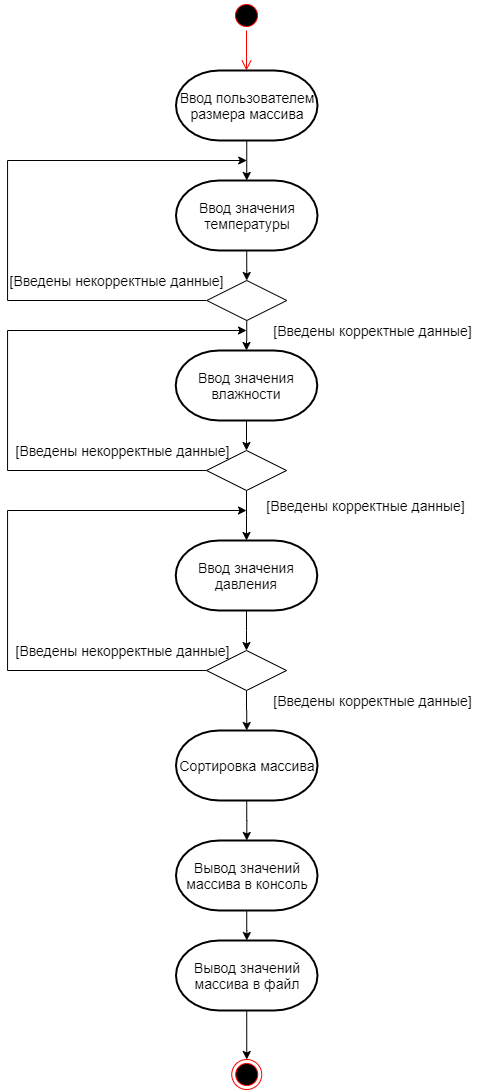 Ввод пользователем
размера массива
Ввод значения
температуры
[Введены некорректные данные]
[Введены корректные данные]
Ввод значения
влажности
[Введены некорректные данные]
[Введены корректные данные]
Ввод значения
давления
[Введены некорректные данные]
[Введены корректные данные]
Сортировка массива
Вывод значений
массива в консоль
Вывод значений
массива в файл